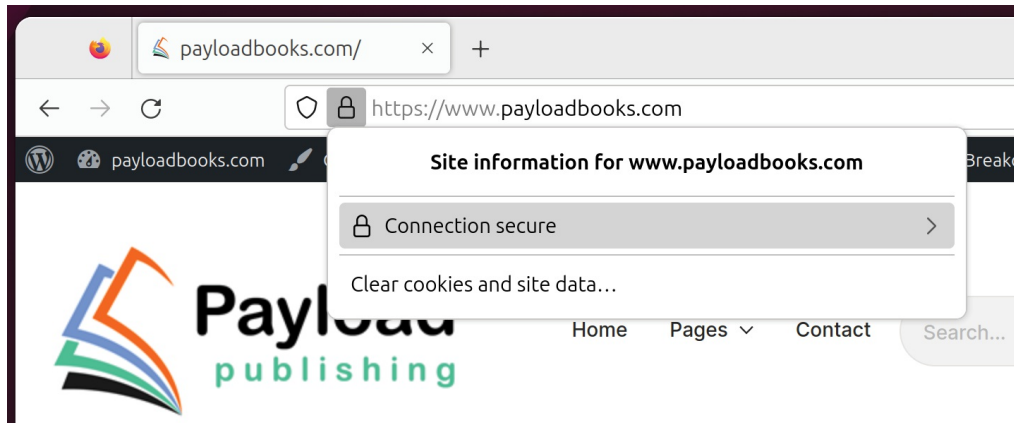 payloadbooks.com/
https://www.payloadbooks.com
payloadbooks.com
Site information for www.payloadbooks.com
Connection secure
Clear cookies and site data...
Payload
publishing
Home Pages Contact Search...